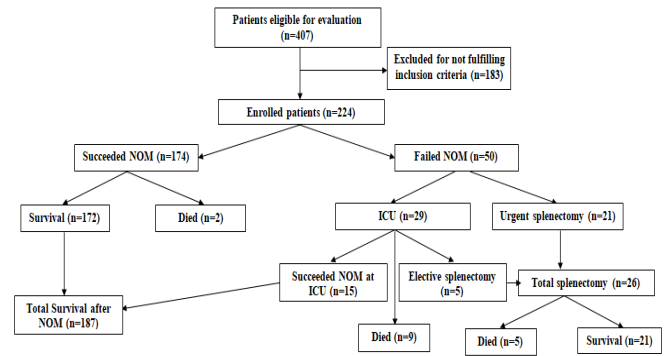 Patients eligible for evaluation
(n=407)
Excluded for not fulfilling
inclusion criteria (n=183)
Enrolled patients (n=224)
Succeeded NOM (n=174)
Failed NOM (n=50)
Survival (n=172)
Died (n=2)
ICU (n=29)
Urgent splenectomy (n=21)
Succeeded NOM at
ICU (n=15)
Elective splenectomy
(n=5)
Total splenectomy (n=26)
Total Survival after
NOM (n=187)
Died (n=9)
Died (n=5)
Survival (n=21)